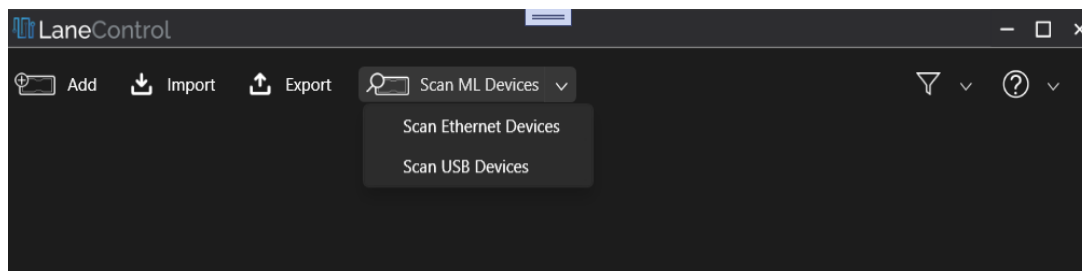 LaneControl
Add Import Export Scan ML Devices
Scan Ethernet Devices
Scan USB Devices